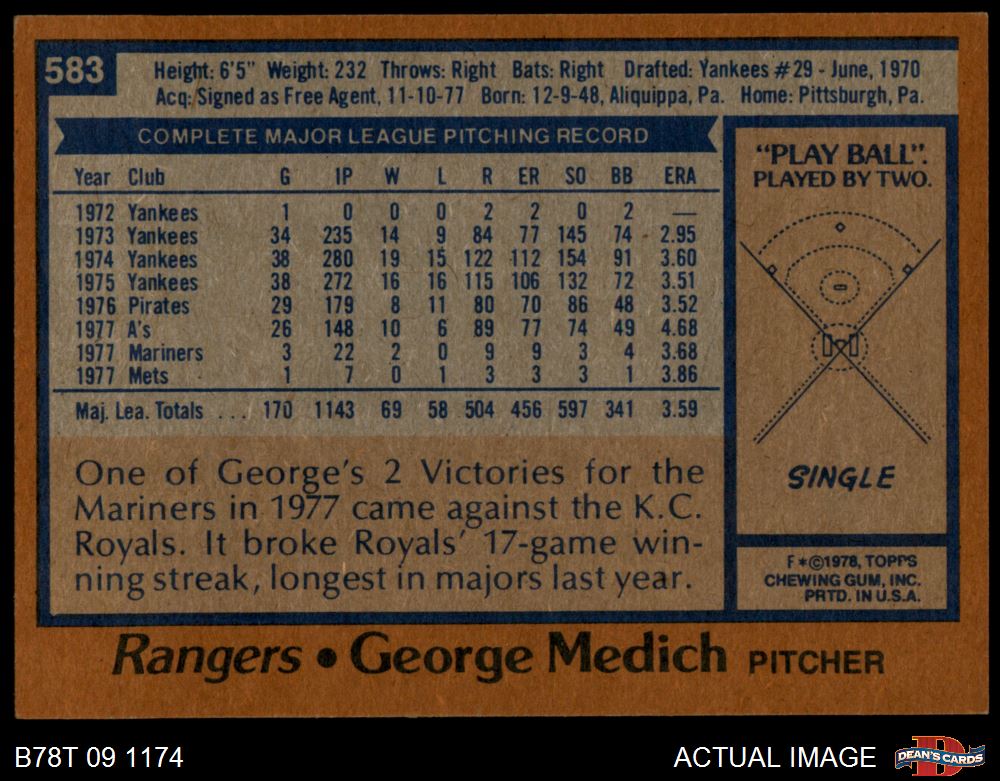 583
Height: 6'5" Weight: 232 Throws: Right Bats: Right Drafted: Yankees #29 - June, 1970
Acq: Signed as Free Agent, 11-10-77 Born: 12-9-48, Aliquippa, Pa. Home: Pittsburgh, Pa.
COMPLETE MAJOR LEAGUE PITCHING RECORD
Year Club G IP W L R ER SO BB ERA
1972 Yankees 1 0 0 0 2 2 0 2 —
1973 Yankees 34 235 14 9 84 77 145 74 2.95
1974 Yankees 38 280 19 15 122 112 154 91 3.60
1975 Yankees 38 272 16 16 115 106 132 72 3.51
1976 Pirates 29 179 8 11 80 70 86 48 3.52
1977 A's 26 148 10 6 89 77 74 49 4.68
1977 Mariners 3 22 2 0 9 9 3 4 3.68
1977 Mets 1 7 0 1 3 3 3 1 3.86
Maj. Lea. Totals ... 170 1143 69 58 504 456 597 341 3.59
One of George's 2 Victories for the
Mariners in 1977 came against the K.C.
Royals. It broke Royals' 17-game win-
ning streak, longest in majors last year.
"PLAY BALL".
PLAYED BY TWO.
SINGLE
F*©1978, TOPPS
CHEWING GUM, INC.
PRTD. IN U.S.A.
Rangers • George Medich PITCHER
B78T 09 1174
ACTUAL IMAGE
D
DEAN'S CARDS